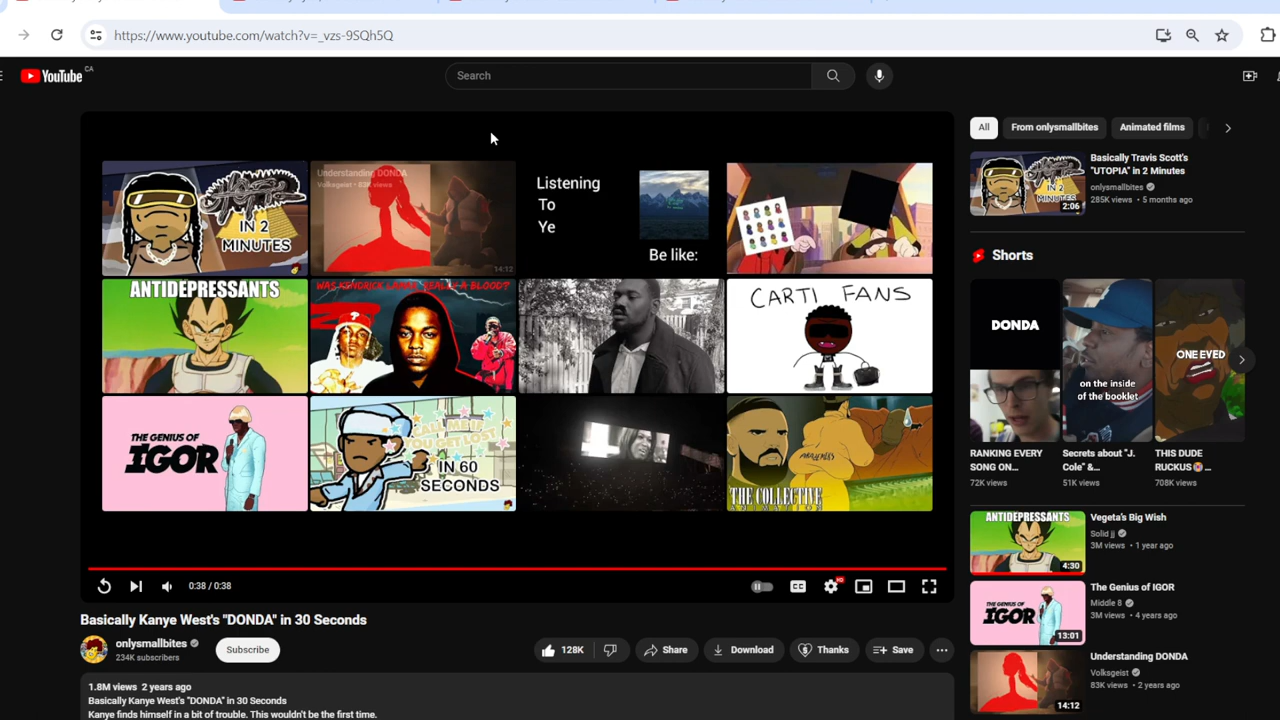 https://www.youtube.com/watch?v=_vzs-9SQh5Q
YouTube CA
Search
IN 2
MINUTES
Understanding DONDA
Volksgeist • 83K views
14:12
Listening
To
Ye
Be like:
ANTIDEPRESSANTS
WAS KENDRICK LAMAR REALLY A BLOOD?
CARTI FANS
THE GENIUS OF
IGOR
CALL ME IF
YOU GET LOST
IN 60
SECONDS
THE COLLECTIVE
0:38 / 0:38
CC
HD
Basically Kanye West's "DONDA" in 30 Seconds
onlysmallbites
234K subscribers
Subscribe
128K
Share
Download
Thanks
Save
1.8M views 2 years ago
Basically Kanye West's "DONDA" in 30 Seconds
Kanye finds himself in a bit of trouble. This wouldn't be the first time.
All
From onlysmallbites
Animated films
IN 2
MINUTES
2:06
Basically Travis Scott's
"UTOPIA" in 2 Minutes
onlysmallbites
285K views • 5 months ago
Shorts
DONDA
on the inside
of the booklet
ONE EYED
RANKING EVERY
SONG ON...
72K views
Secrets about "J.
Cole" &...
51K views
THIS DUDE
RUCKUS...
708K views
ANTIDEPRESSANTS
4:30
Vegeta's Big Wish
Solid jj
3M views • 1 year ago
THE GENIUS OF
IGOR
13:01
The Genius of IGOR
Middle 8
3M views • 4 years ago
14:12
Understanding DONDA
Volksgeist
83K views • 2 years ago